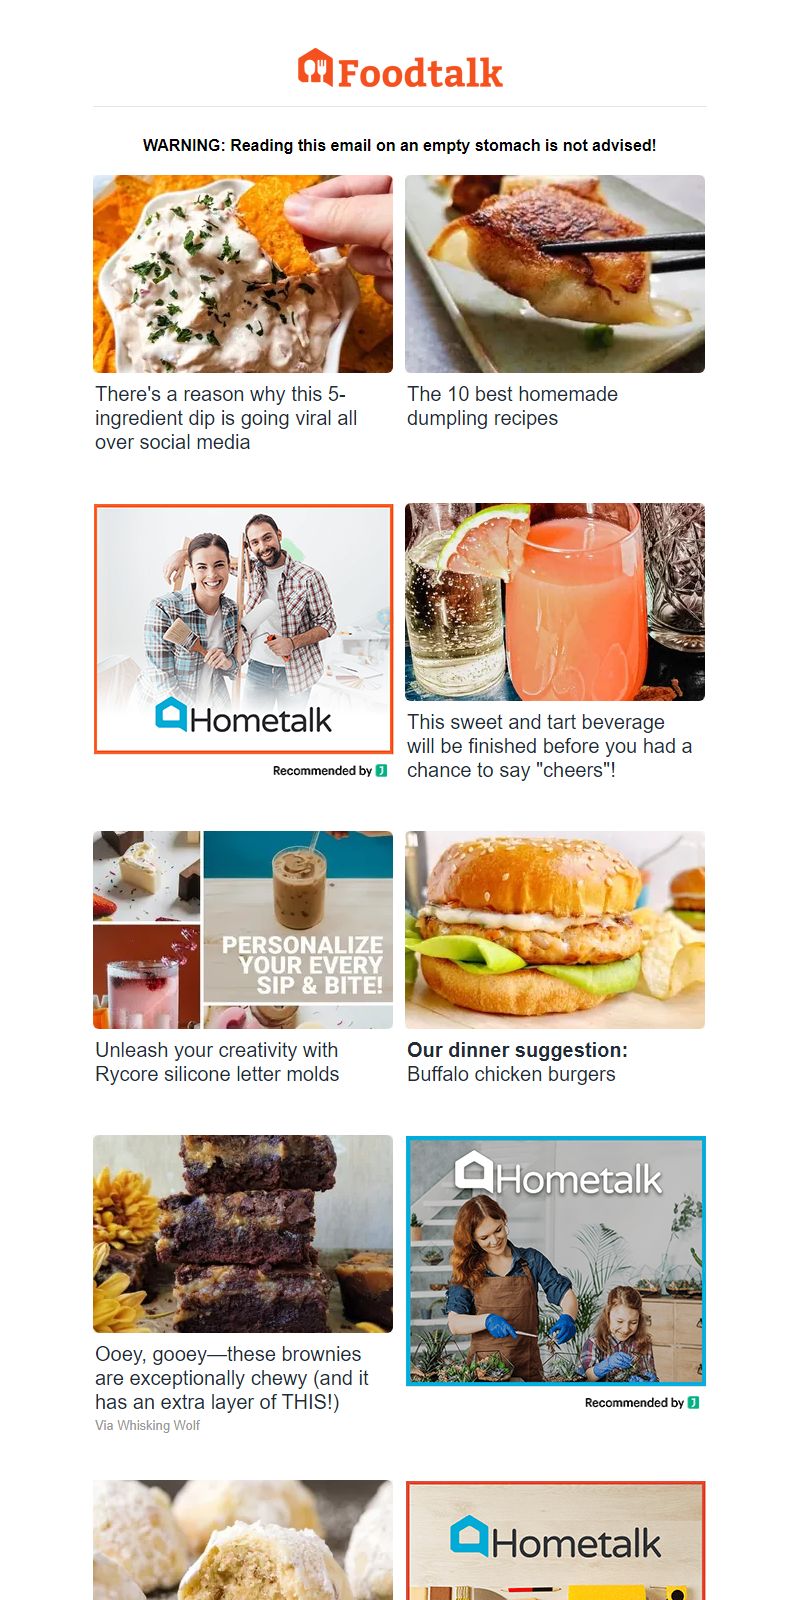 Foodtalk
WARNING: Reading this email on an empty stomach is not advised!
There's a reason why this 5-
ingredient dip is going viral all
over social media
The 10 best homemade
dumpling recipes
Hometalk
Recommended by J
This sweet and tart beverage
will be finished before you had a
chance to say "cheers"!
PERSONALIZE
YOUR EVERY
SIP & BITE!
Unleash your creativity with
Rycore silicone letter molds
Our dinner suggestion:
Buffalo chicken burgers
Ooey, gooey—these brownies
are exceptionally chewy (and it
has an extra layer of THIS!)
Via Whisking Wolf
Hometalk
Recommended by J
Hometalk